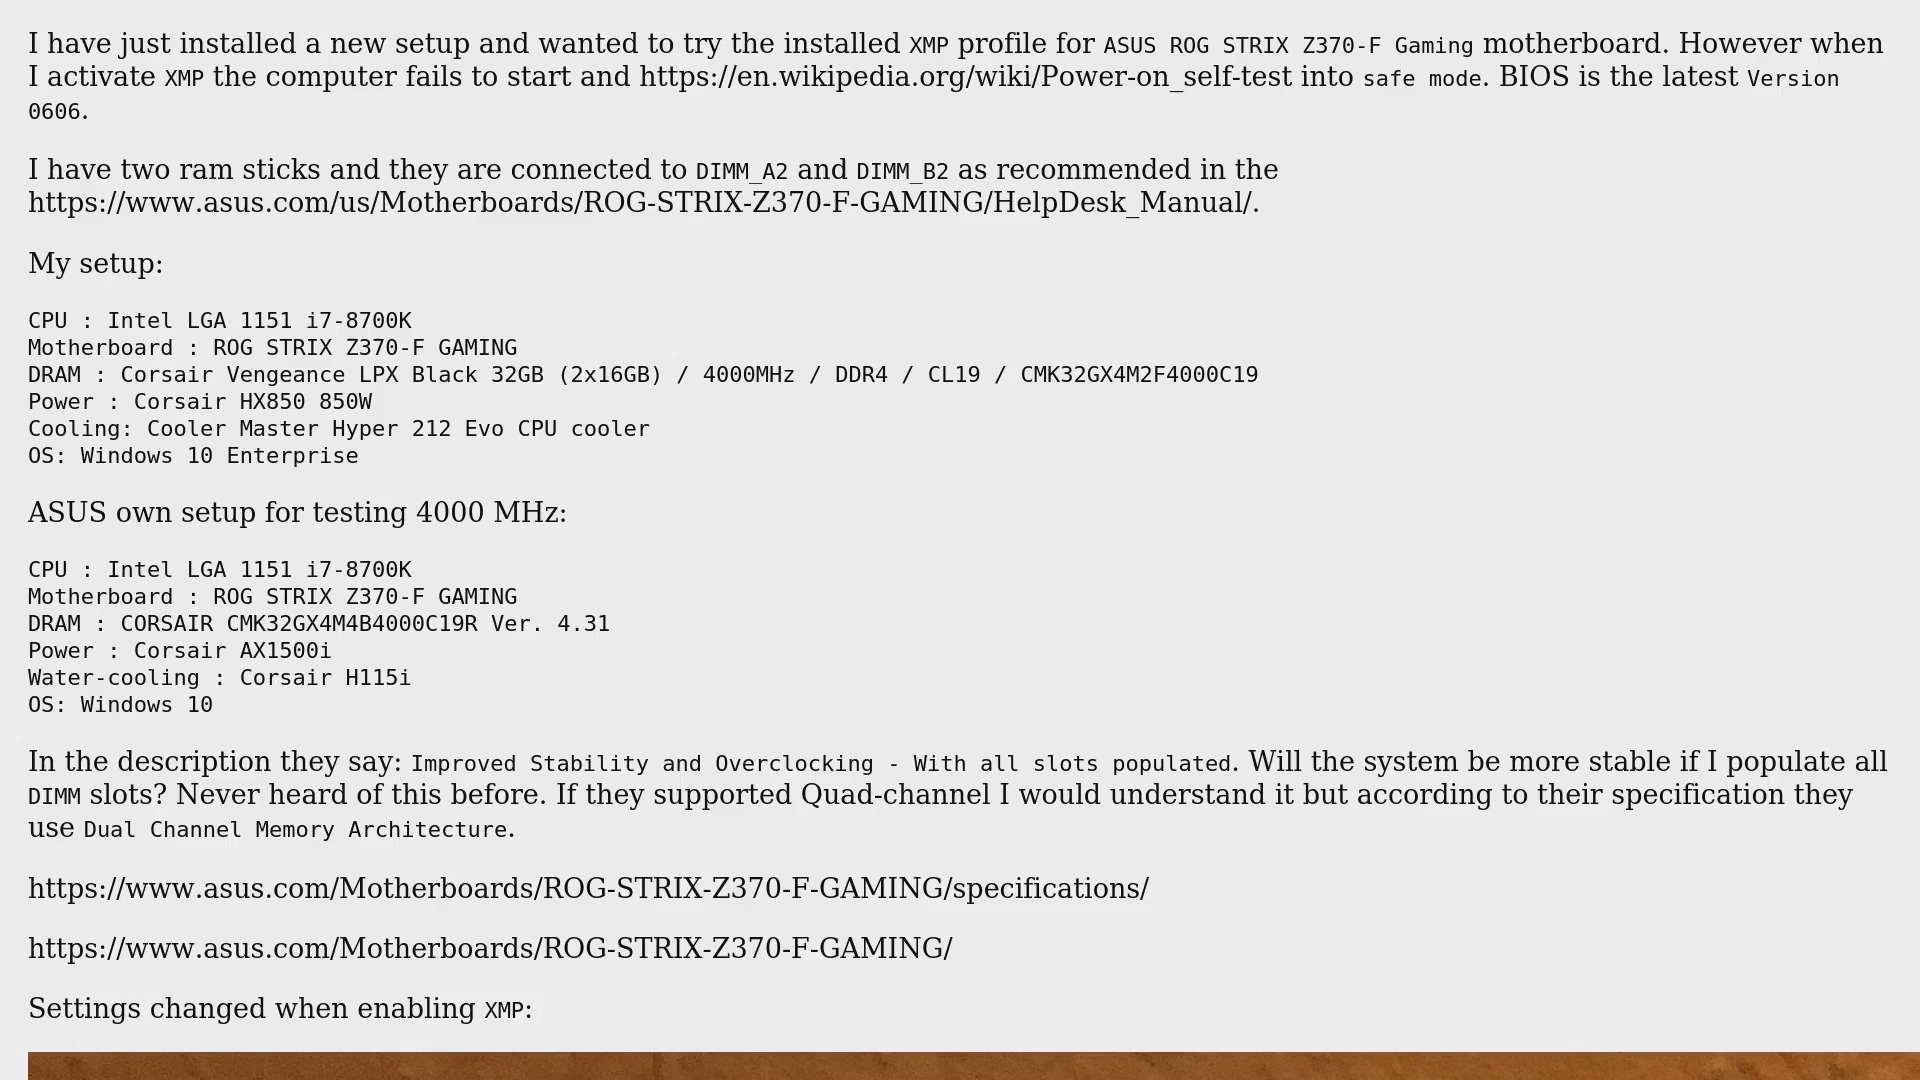 I have just installed a new setup and wanted to try the installed XMP profile for ASUS ROG STRIX Z370-F Gaming motherboard. However when
I activate XMP the computer fails to start and https://en.wikipedia.org/wiki/Power-on_self-test into safe mode. BIOS is the latest Version
0606.
I have two ram sticks and they are connected to DIMM_A2 and DIMM_B2 as recommended in the
https://www.asus.com/us/Motherboards/ROG-STRIX-Z370-F-GAMING/HelpDesk_Manual/.
My setup:
CPU : Intel LGA 1151 i7-8700K
Motherboard : ROG STRIX Z370-F GAMING
DRAM : Corsair Vengeance LPX Black 32GB (2x16GB) / 4000MHz / DDR4 / CL19 / CMK32GX4M2F4000C19
Power : Corsair HX850 850W
Cooling: Cooler Master Hyper 212 Evo CPU cooler
OS: Windows 10 Enterprise
ASUS own setup for testing 4000 MHz:
CPU : Intel LGA 1151 i7-8700K
Motherboard : ROG STRIX Z370-F GAMING
DRAM : CORSAIR CMK32GX4M4B4000C19R Ver. 4.31
Power : Corsair AX1500i
Water-cooling : Corsair H115i
OS: Windows 10
In the description they say: Improved Stability and Overclocking - With all slots populated. Will the system be more stable if I populate all
DIMM slots? Never heard of this before. If they supported Quad-channel I would understand it but according to their specification they
use Dual Channel Memory Architecture.
https://www.asus.com/Motherboards/ROG-STRIX-Z370-F-GAMING/specifications/
https://www.asus.com/Motherboards/ROG-STRIX-Z370-F-GAMING/
Settings changed when enabling XMP: